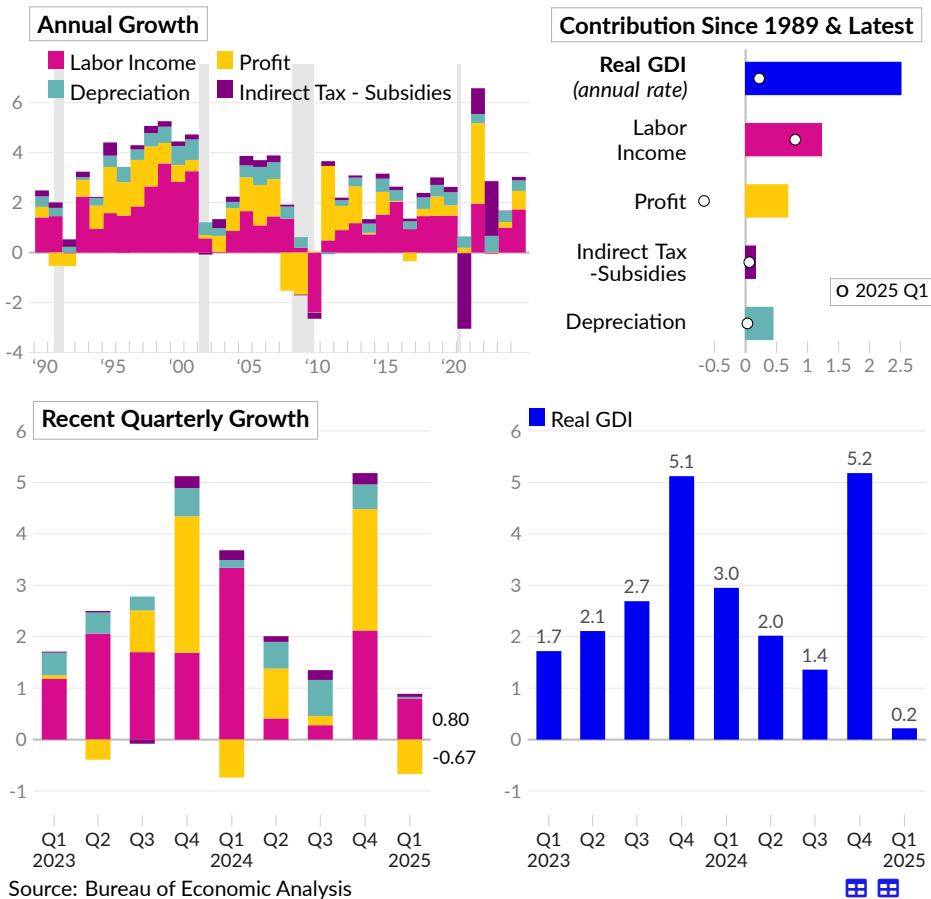 Annual Growth
Labor Income
Profit
Depreciation
Indirect Tax - Subsidies
6
4
2
0
-2
-4
'90
'95
'00
'05
'10
'15
'20
Contribution Since 1989 & Latest
Real GDI
(annual rate)
Labor
Income
Profit
Indirect Tax
-Subsidies
Depreciation
2025 Q1
-0.5 0 0.5 1 1.5 2 2.5
Recent Quarterly Growth
6
5
4
3
2
1
0
-1
0.80
-0.67
Q1 Q2 Q3 Q4 Q1 Q2 Q3 Q4 Q1
2023 2024 2025
Real GDI
6
5
4
3
2
1
0
-1
1.7
2.1
2.7
5.1
3.0
2.0
1.4
5.2
0.2
Q1 Q2 Q3 Q4 Q1 Q2 Q3 Q4 Q1
2023 2024 2025
Source: Bureau of Economic Analysis